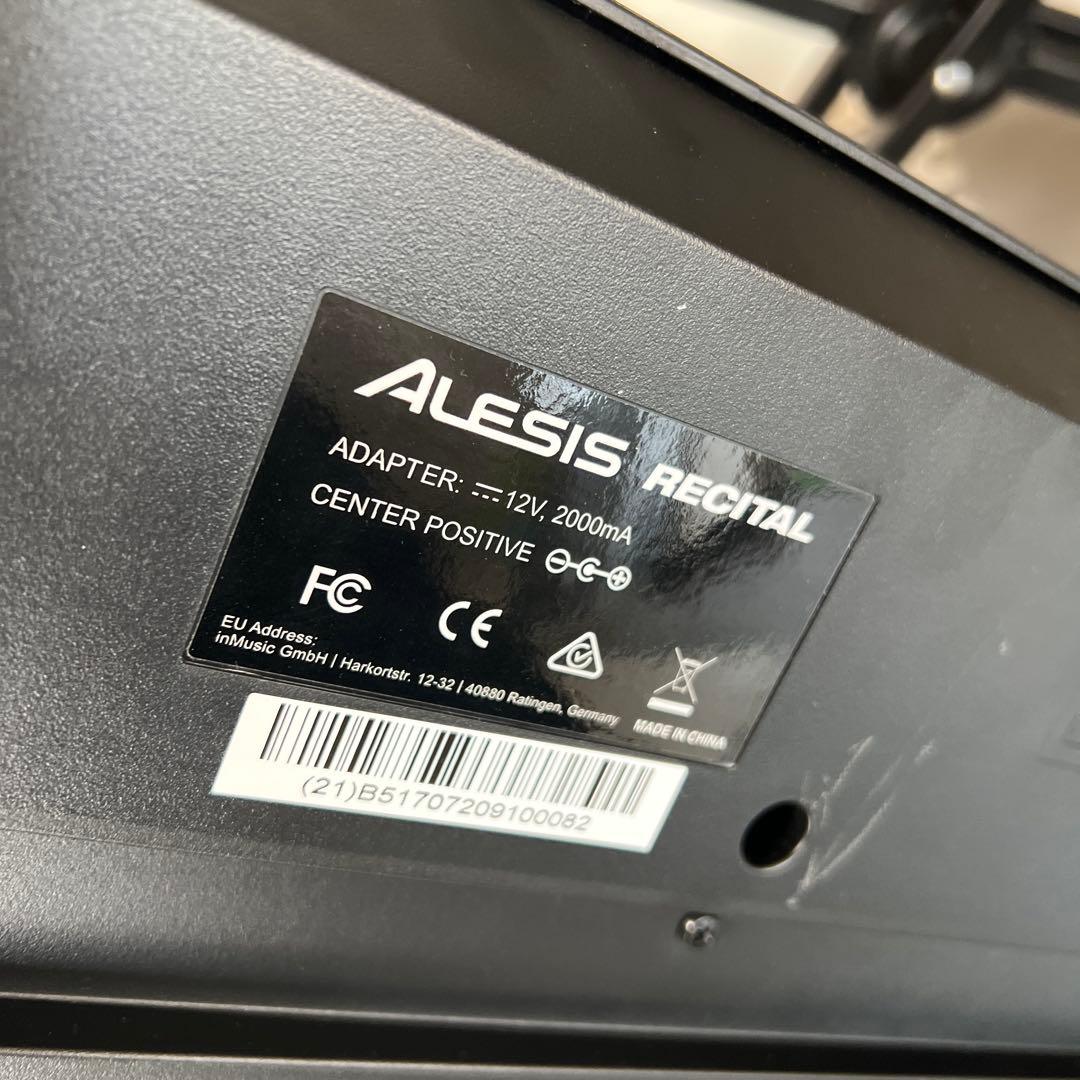 ALESIS RECITAL
ADAPTER: ⎓12V, 2000mA
CENTER POSITIVE
FC
CE
EU Address:
inMusic GmbH | Harkortstr. 12-32 | 40880 Ratingen, Germany
MADE IN CHINA
(21)B51707209100082